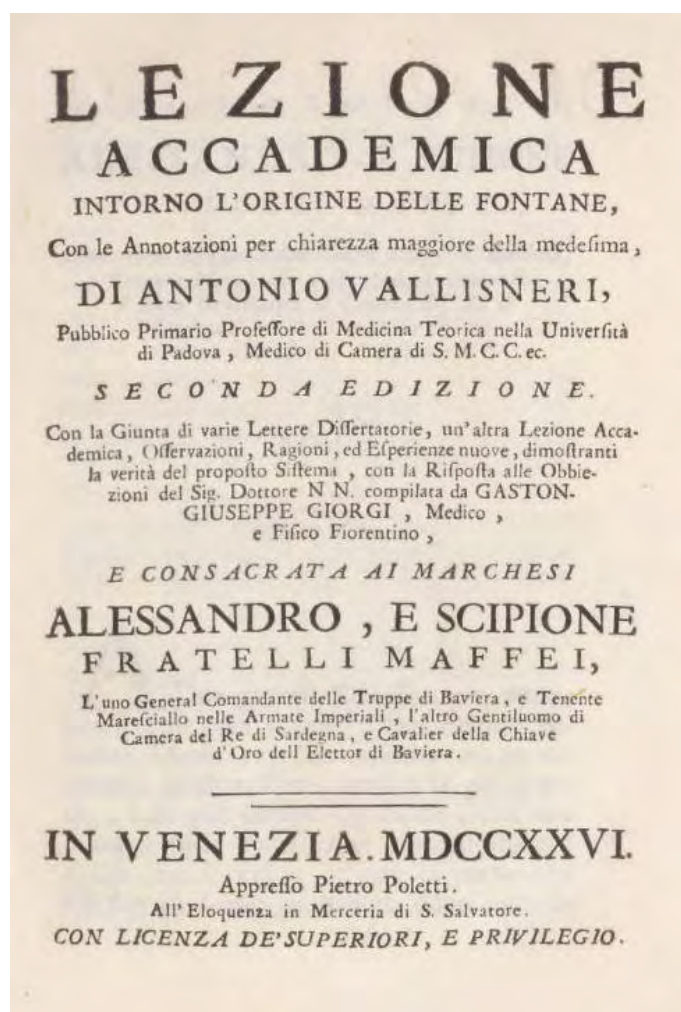 LEZIONE
ACCADEMICA
INTORNO L'ORIGINE DELLE FONTANE,
Con le Annotazioni per chiarezza maggiore della medeſima,
DI ANTONIO VALLISNERI,
Pubblico Primario Profeſſore di Medicina Teorica nella Univerſità
di Padova, Medico di Camera di S. M. C. C. ec.
SECONDA EDIZIONE.
Con la Giunta di varie Lettere Diſſertatorie, un'altra Lezione Acca-
demica, Oſſervazioni, Ragioni, ed Eſperienze nuove, dimoſtranti
la verità del propoſto Siſtema, con la Riſpoſta alle Obbie-
zioni del Sig. Dottore N N. compilata da GASTON-
GIUSEPPE GIORGI, Medico,
e Fiſico Fiorentino,
E CONSACRATA AI MARCHESI
ALESSANDRO, E SCIPIONE
FRATELLI MAFFEI,
L'uno General Comandante delle Truppe di Baviera, e Tenente
Mareſciallo nelle Armate Imperiali, l'altro Gentiluomo di
Camera del Re di Sardegna, e Cavalier della Chiave
d'Oro dell Elettor di Baviera.
IN VENEZIA. MDCCXXVI.
Appreſſo Pietro Poletti.
All' Eloquenza in Merceria di S. Salvatore.
CON LICENZA DE' SUPERIORI, E PRIVILEGIO.